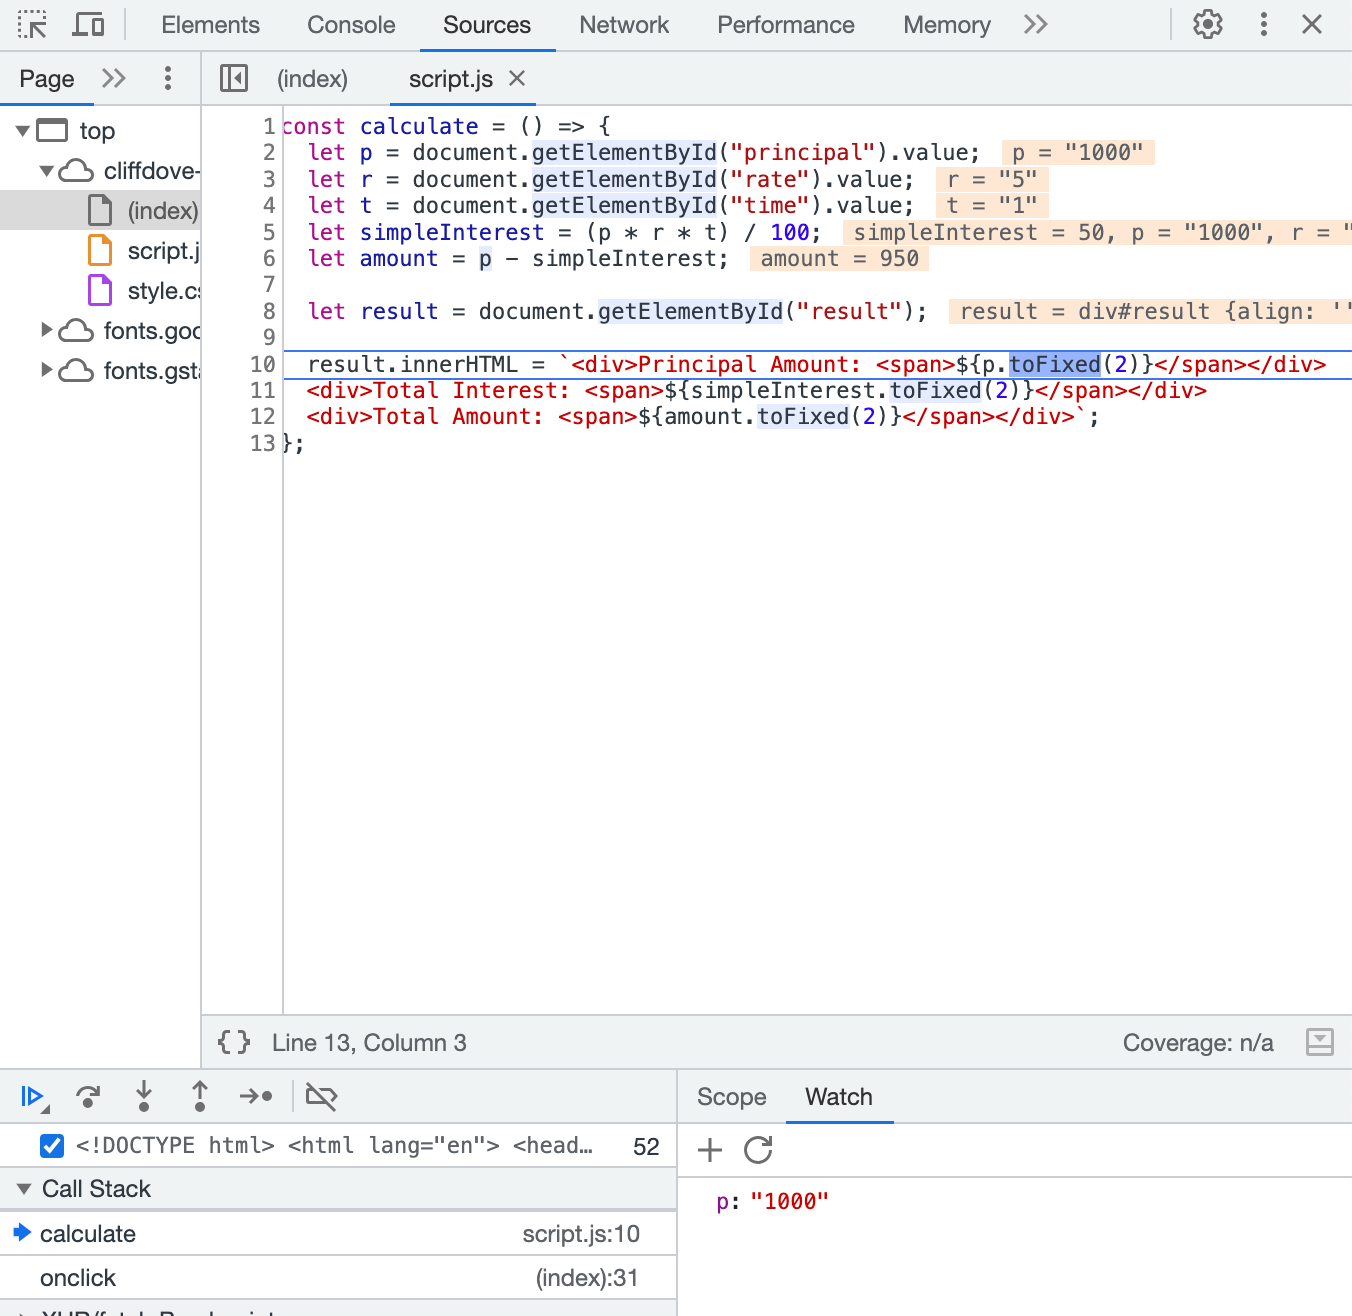 Elements Console Sources Network Performance Memory
Page (index) script.js
top
cliffdove-
(index)
script.j
style.cs
fonts.goo
fonts.gsta
1 const calculate = () => {
2 let p = document.getElementById("principal").value; p = "1000"
3 let r = document.getElementById("rate").value; r = "5"
4 let t = document.getElementById("time").value; t = "1"
5 let simpleInterest = (p * r * t) / 100; simpleInterest = 50, p = "1000", r = "
6 let amount = p - simpleInterest; amount = 950
7
8 let result = document.getElementById("result"); result = div#result {align: ''
9
10 result.innerHTML = `<div>Principal Amount: <span>${p.toFixed(2)}</span></div>
11 <div>Total Interest: <span>${simpleInterest.toFixed(2)}</span></div>
12 <div>Total Amount: <span>${amount.toFixed(2)}</span></div>`;
13 };
{} Line 13, Column 3 Coverage: n/a
Scope Watch
<!DOCTYPE html> <html lang="en"> <head… 52
Call Stack
calculate script.js:10
onclick (index):31
p: "1000"